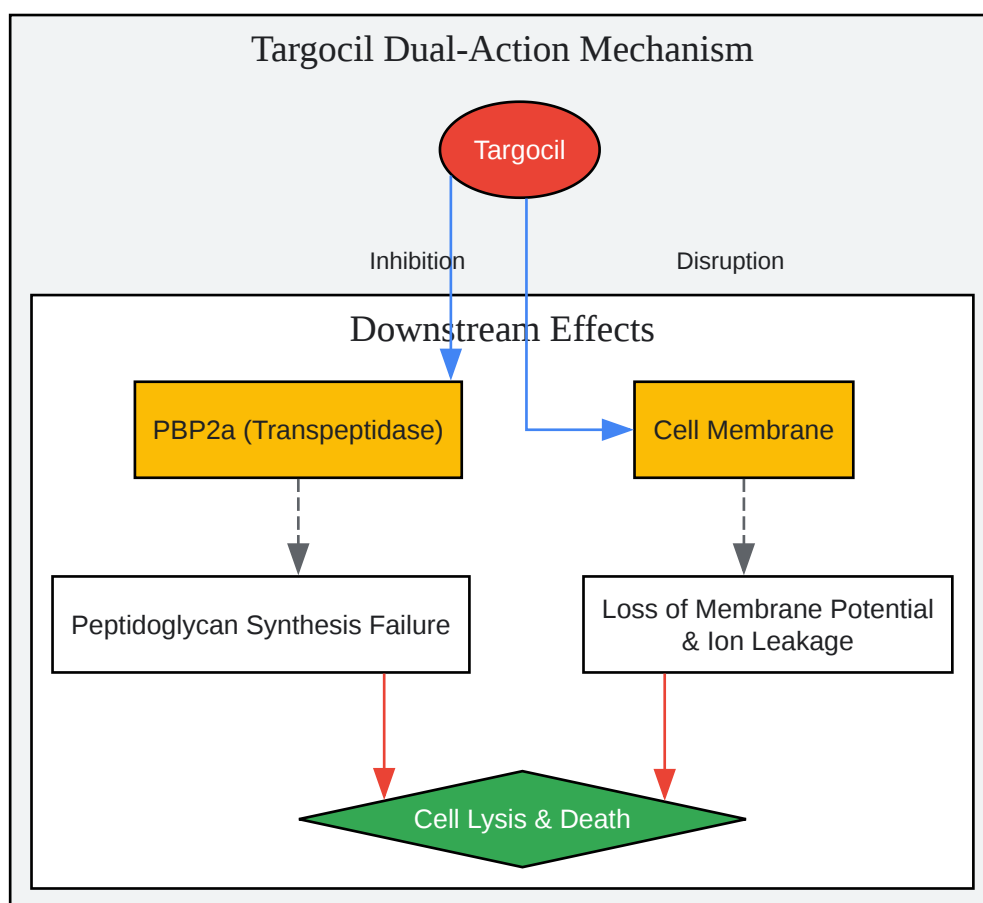 Targocil Dual-Action Mechanism
Targocil
Inhibition
Disruption
Downstream Effects
PBP2a (Transpeptidase)
Cell Membrane
Peptidoglycan Synthesis Failure
Loss of Membrane Potential
& Ion Leakage
Cell Lysis & Death